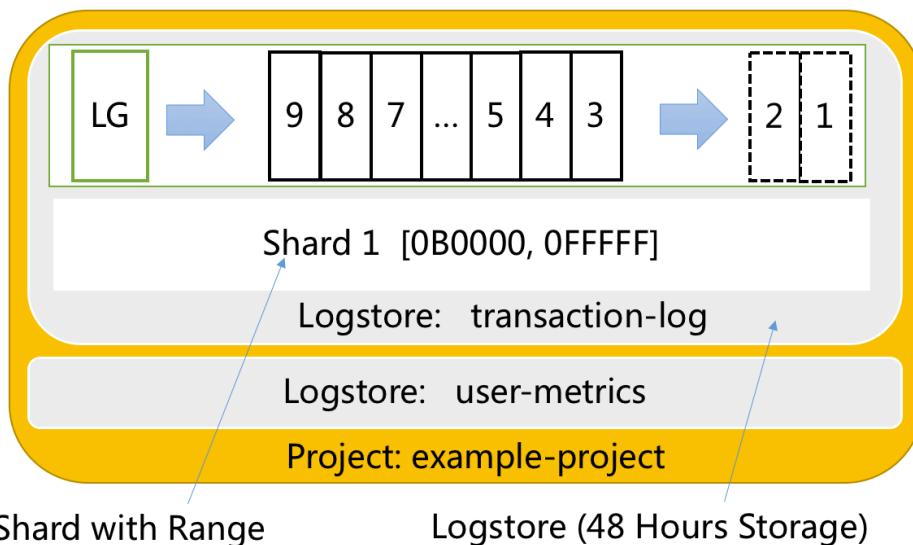 LG 9 8 7 ... 5 4 3 2 1
Shard 1 [0B0000, 0FFFFF]
Logstore: transaction-log
Logstore: user-metrics
Project: example-project
Shard with Range
Logstore (48 Hours Storage)